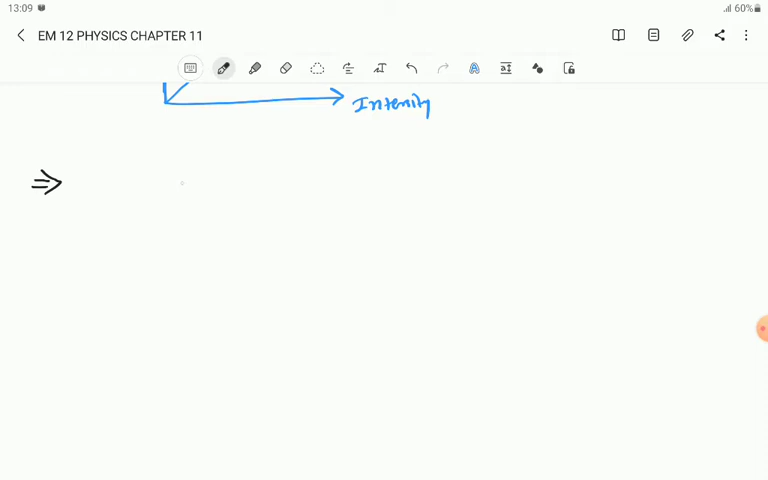 13:09 60%
EM 12 PHYSICS CHAPTER 11
Intensity
⇒